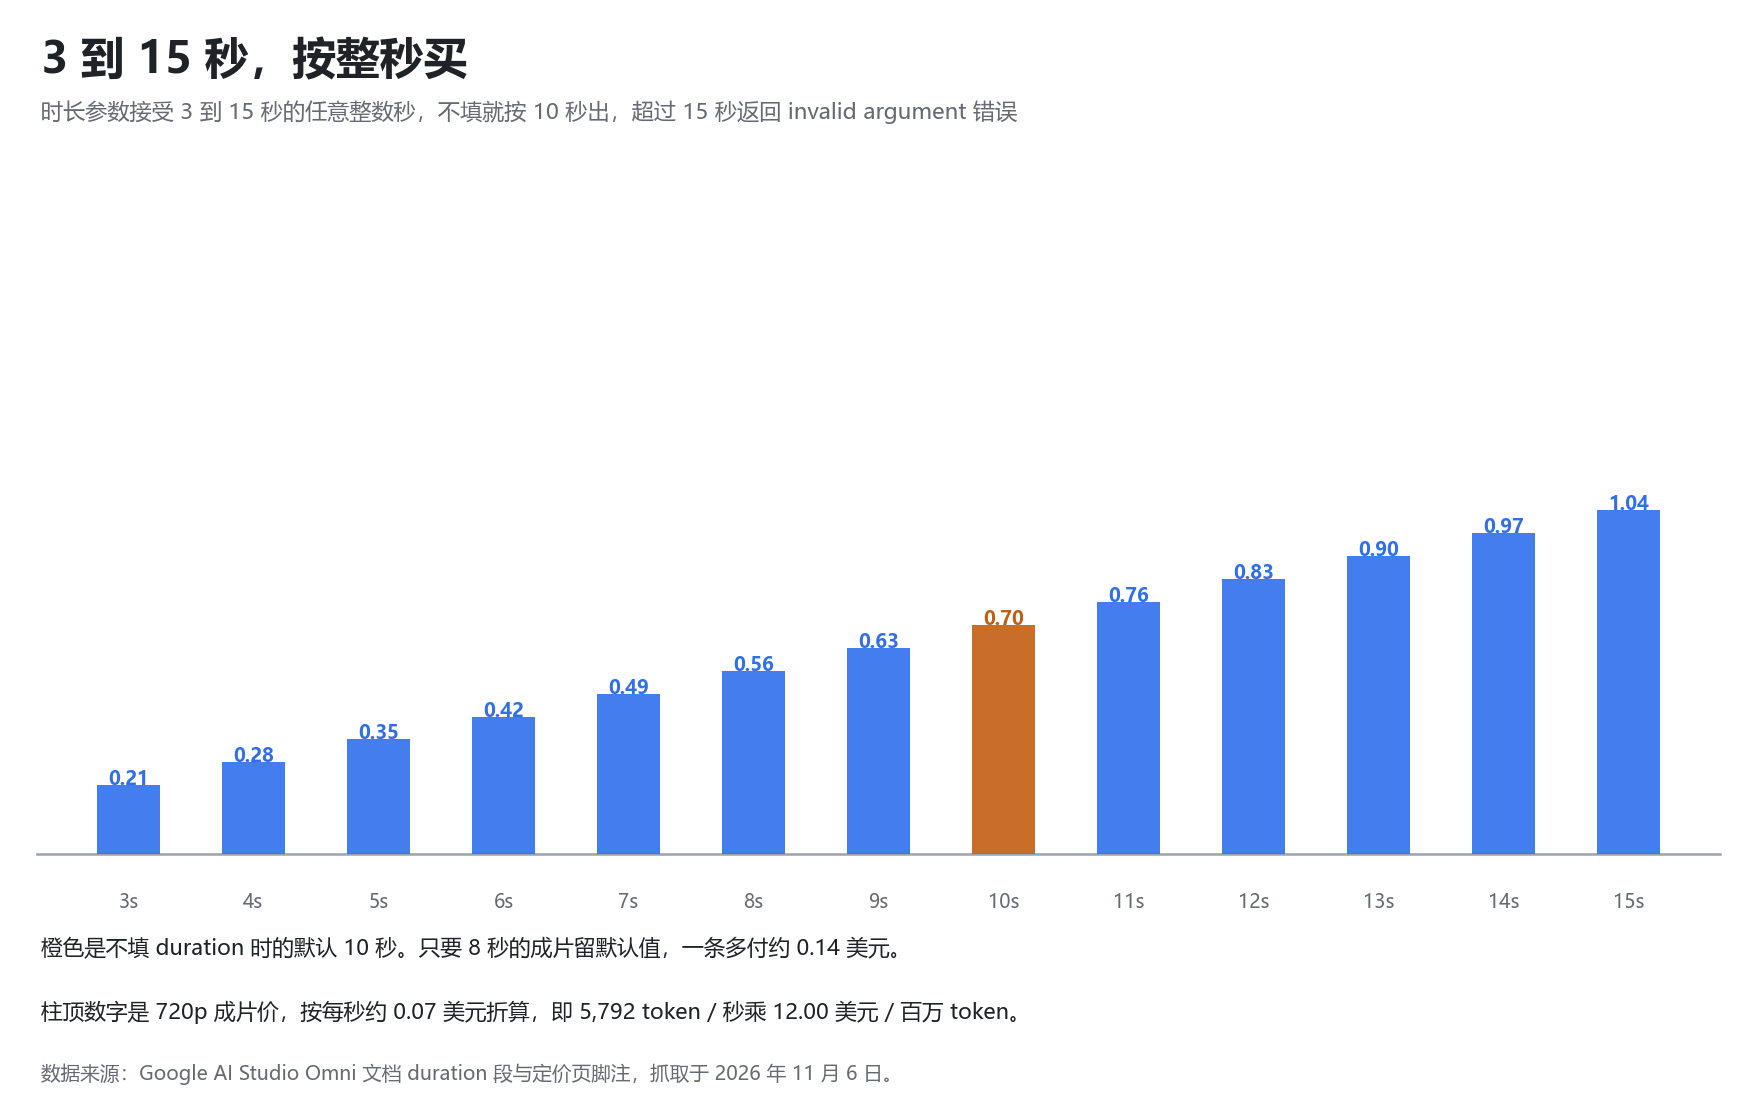 3 到 15 秒，按整秒买
时长参数接受 3 到 15 秒的任意整数秒，不填就按 10 秒出，超过 15 秒返回 invalid argument 错误
0.21
0.28
0.35
0.42
0.49
0.56
0.63
0.70
0.76
0.83
0.90
0.97
1.04
3s
4s
5s
6s
7s
8s
9s
10s
11s
12s
13s
14s
15s
橙色是不填 duration 时的默认 10 秒。只要 8 秒的成片留默认值，一条多付约 0.14 美元。
柱顶数字是 720p 成片价，按每秒约 0.07 美元折算，即 5,792 token / 秒乘 12.00 美元 / 百万 token。
数据来源：Google AI Studio Omni 文档 duration 段与定价页脚注，抓取于 2026 年 11 月 6 日。